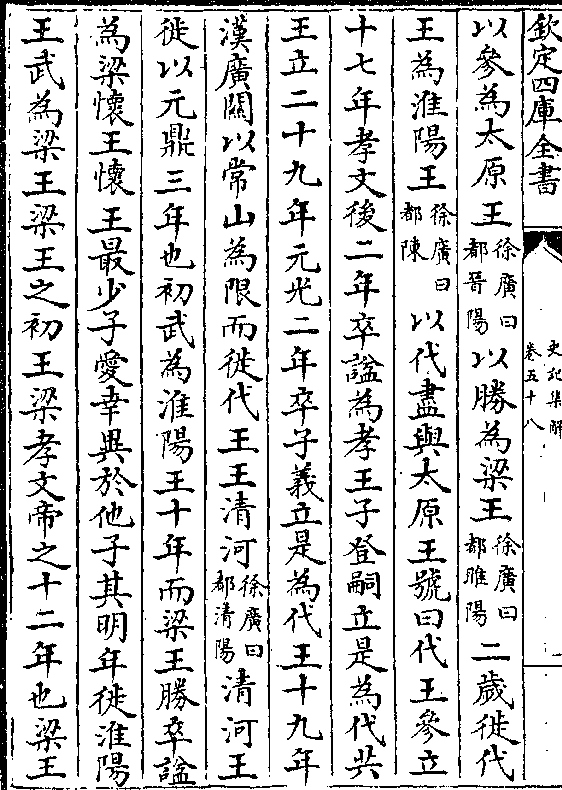 欽定四庫全書
史記集解
卷五十八
一
以參為太原王徐廣曰都晉陽以勝為梁王徐廣曰都睢陽二歲徙代
王為淮陽王徐廣曰都陳以代盡與太原王號曰代王參立
十七年孝文後二年卒諡為孝王子登嗣立是為代共
王立二十九年元光二年卒子義立是為代王十九年
漢廣關以常山為限而徙代王王清河徐廣曰都清陽清河王
徙以元鼎三年也初武為淮陽王十年而梁王勝卒諡
為梁懷王懷王最少子愛幸異於他子其明年徙淮陽
王武為梁王梁王之初王梁孝文帝之十二年也梁王